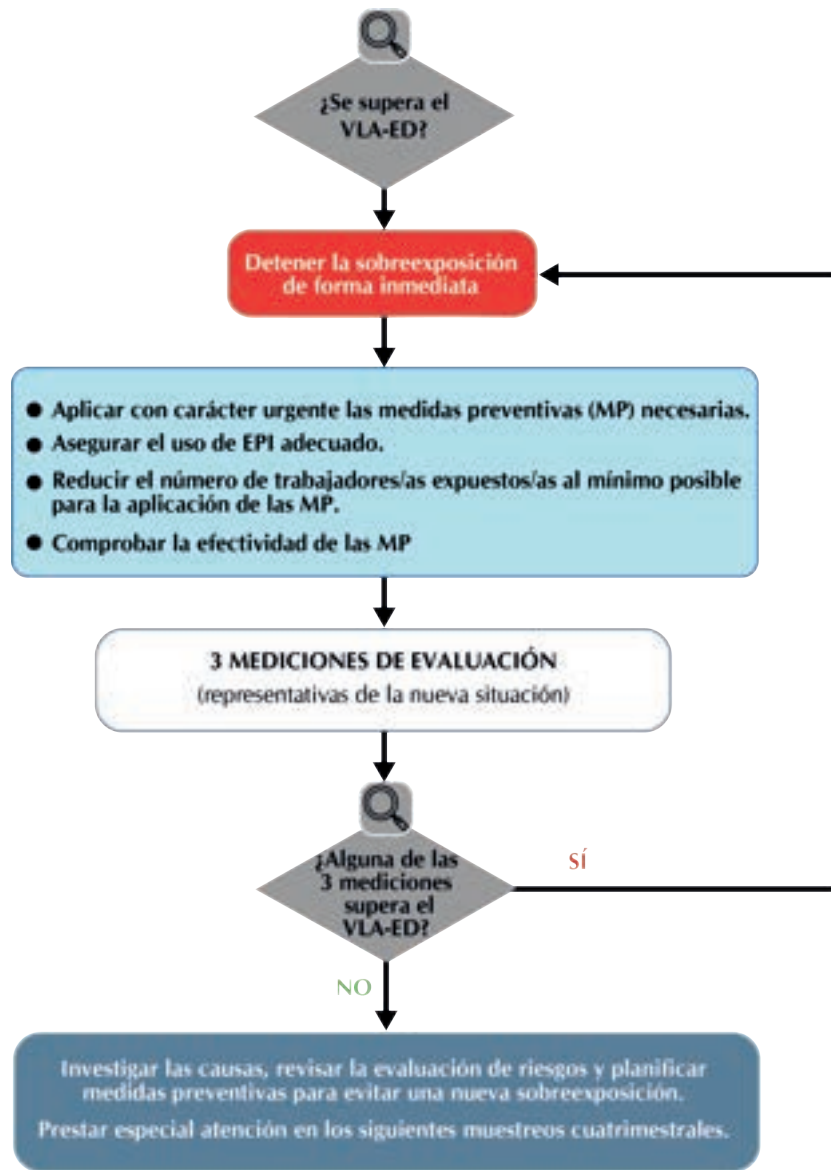 ¿Se supera el
VLA-ED?
Detener la sobreexposición
de forma inmediata
● Aplicar con carácter urgente las medidas preventivas (MP) necesarias.
● Asegurar el uso de EPI adecuado.
● Reducir el número de trabajadores/as expuestos/as al mínimo posible
para la aplicación de las MP.
● Comprobar la efectividad de las MP
3 MEDICIONES DE EVALUACIÓN
(representativas de la nueva situación)
¿Alguna de las
3 mediciones
supera el
VLA-ED?
SÍ
NO
Investigar las causas, revisar la evaluación de riesgos y planificar
medidas preventivas para evitar una nueva sobreexposición.
Prestar especial atención en los siguientes muestreos cuatrimestrales.